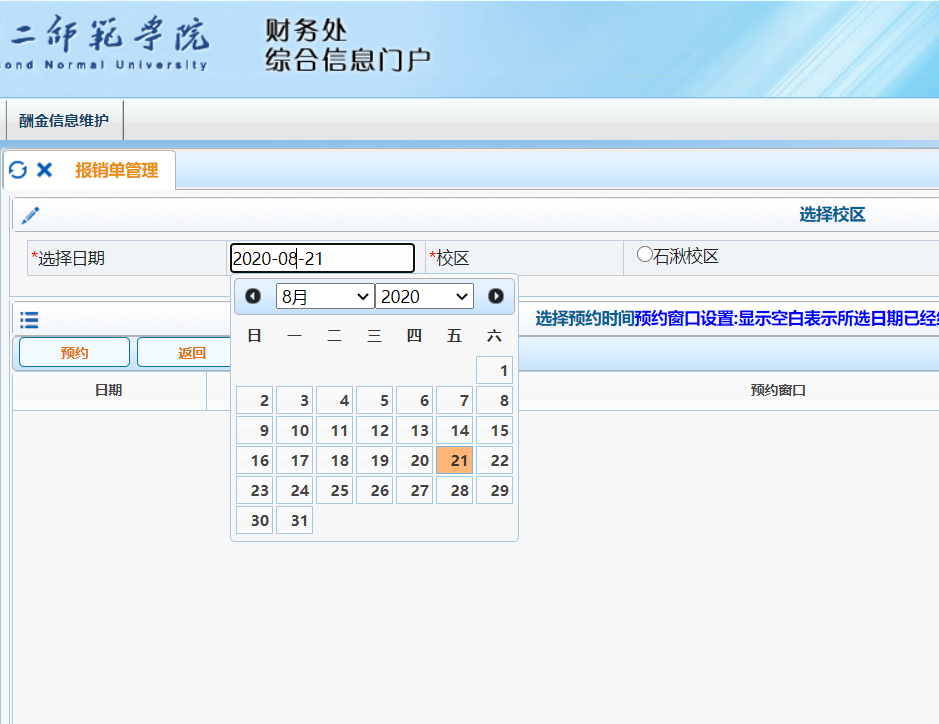 二师范学院
ond Normal University
财务处
综合信息门户
酬金信息维护
报销单管理
选择校区
*选择日期 2020-08-21 *校区 石湫校区
8月 2020
选择预约时间预约窗口设置:显示空白表示所选日期已经
日 一 二 三 四 五 六
预约 返回
1
日期 预约窗口
2 3 4 5 6 7 8
9 10 11 12 13 14 15
16 17 18 19 20 21 22
23 24 25 26 27 28 29
30 31